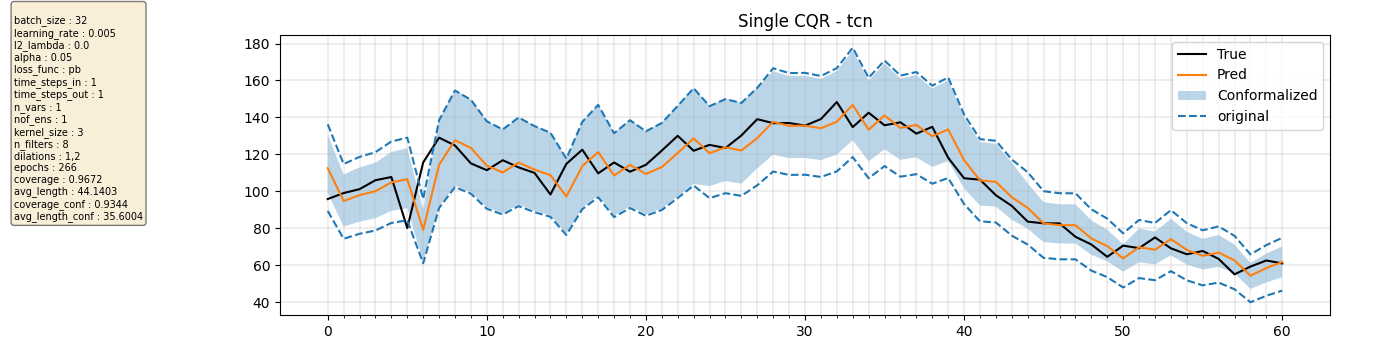 batch_size : 32
learning_rate : 0.005
l2_lambda : 0.0
alpha : 0.05
loss_func : pb
time_steps_in : 1
time_steps_out : 1
n_vars : 1
nof_ens : 1
kernel_size : 3
n_filters : 8
dilations : 1,2
epochs : 266
coverage : 0.9672
avg_length : 44.1403
coverage_conf : 0.9344
avg_length_conf : 35.6004
Single CQR - tcn
True
Pred
Conformalized
original
180
160
140
120
100
80
60
40
0 10 20 30 40 50 60